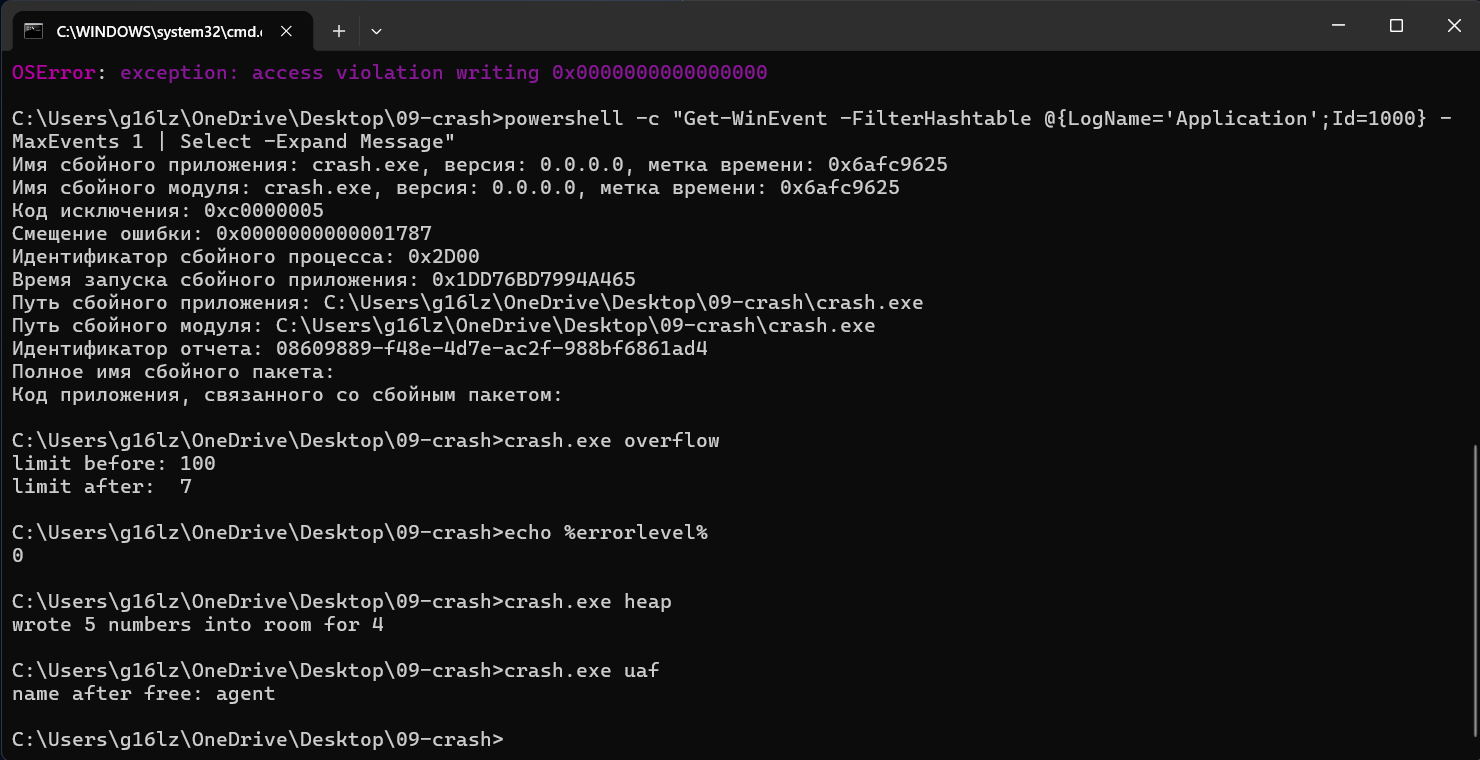 C:\WINDOWS\system32\cmd.
OSError: exception: access violation writing 0x0000000000000000
C:\Users\g16lz\OneDrive\Desktop\09-crash>powershell -c "Get-WinEvent -FilterHashtable @{LogName='Application';Id=1000} -
MaxEvents 1 | Select -Expand Message"
Имя сбойного приложения: crash.exe, версия: 0.0.0.0, метка времени: 0x6afc9625
Имя сбойного модуля: crash.exe, версия: 0.0.0.0, метка времени: 0x6afc9625
Код исключения: 0xc0000005
Смещение ошибки: 0x0000000000001787
Идентификатор сбойного процесса: 0x2D00
Время запуска сбойного приложения: 0x1DD76BD7994A465
Путь сбойного приложения: C:\Users\g16lz\OneDrive\Desktop\09-crash\crash.exe
Путь сбойного модуля: C:\Users\g16lz\OneDrive\Desktop\09-crash\crash.exe
Идентификатор отчета: 08609889-f48e-4d7e-ac2f-988bf6861ad4
Полное имя сбойного пакета:
Код приложения, связанного со сбойным пакетом:
C:\Users\g16lz\OneDrive\Desktop\09-crash>crash.exe overflow
limit before: 100
limit after:  7
C:\Users\g16lz\OneDrive\Desktop\09-crash>echo %errorlevel%
0
C:\Users\g16lz\OneDrive\Desktop\09-crash>crash.exe heap
wrote 5 numbers into room for 4
C:\Users\g16lz\OneDrive\Desktop\09-crash>crash.exe uaf
name after free: agent
C:\Users\g16lz\OneDrive\Desktop\09-crash>